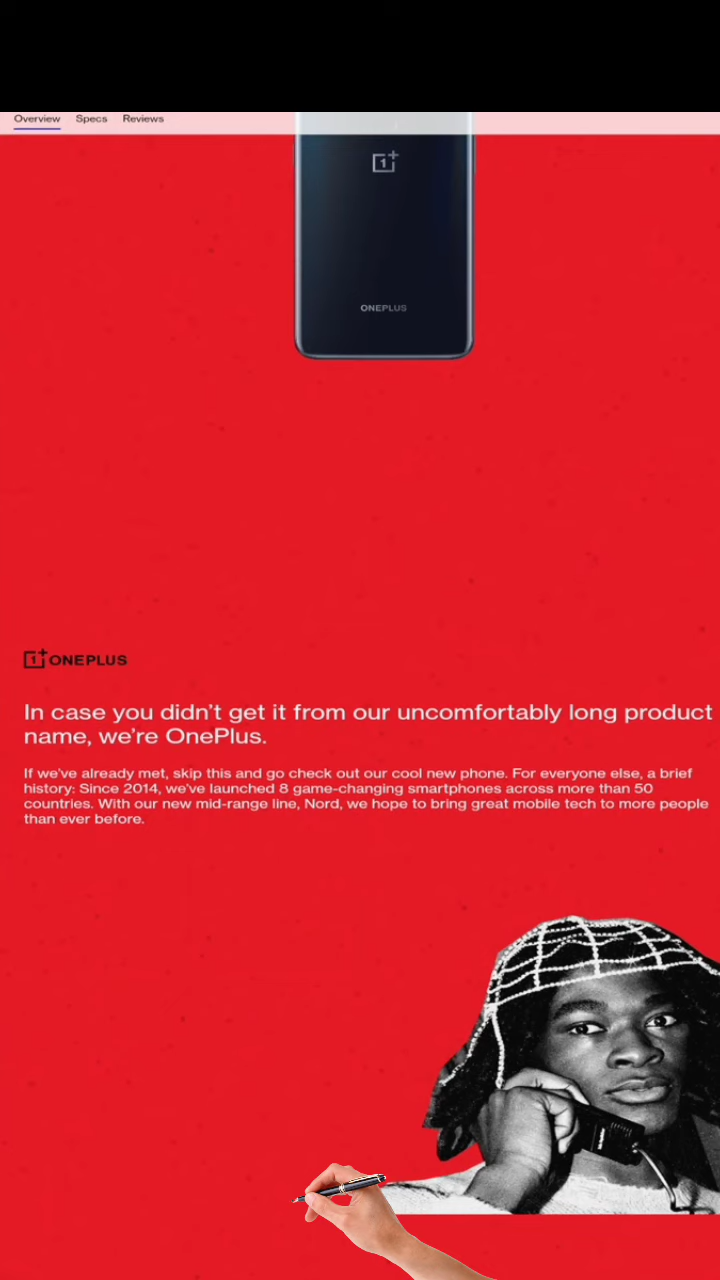 Overview Specs Reviews
1+
ONEPLUS
1+ ONEPLUS
In case you didn't get it from our uncomfortably long product
name, we're OnePlus.
If we've already met, skip this and go check out our cool new phone. For everyone else, a brief
history: Since 2014, we've launched 8 game-changing smartphones across more than 50
countries. With our new mid-range line, Nord, we hope to bring great mobile tech to more people
than ever before.